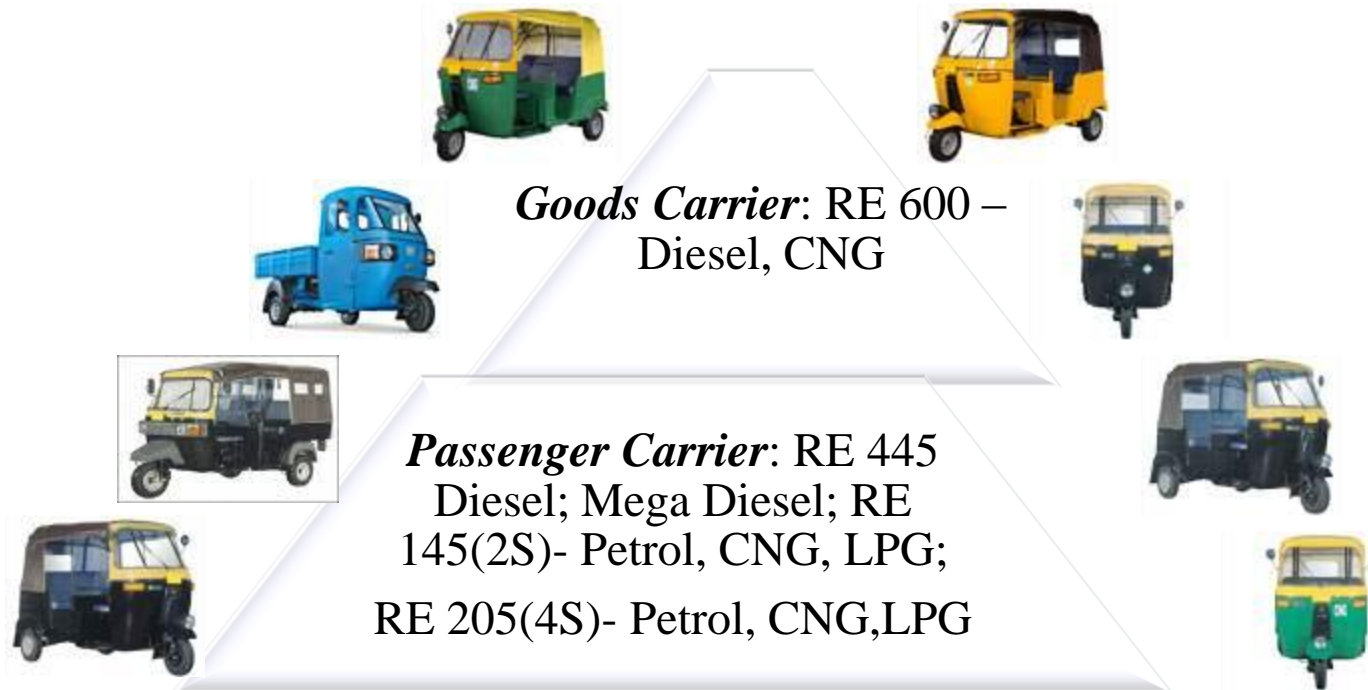 Goods Carrier: RE 600 –
Diesel, CNG
Passenger Carrier: RE 445
Diesel; Mega Diesel; RE
145(2S)- Petrol, CNG, LPG;
RE 205(4S)- Petrol, CNG,LPG